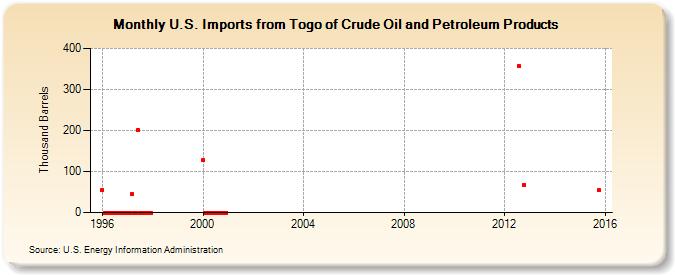 Monthly U.S. Imports from Togo of Crude Oil and Petroleum Products
Thousand Barrels
400
300
200
100
0
1996 2000 2004 2008 2012 2016
Source: U.S. Energy Information Administration